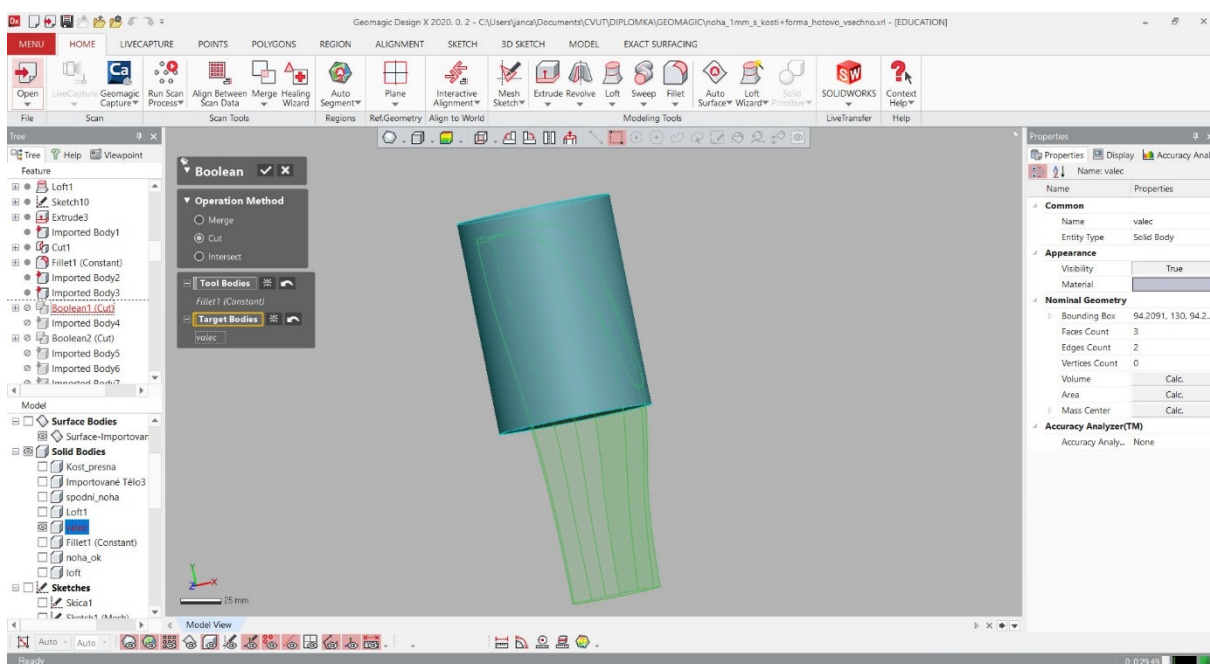 Geomagic Design X 2020. 0. 2 - C:\Users\janca\Documents\CVUT\DIPLOMKA\GEOMAGIC\noha_1mm_s_kosti+forma_hotovo_vsechno.xrl - [EDUCATION]
MENU HOME LIVECAPTURE POINTS POLYGONS REGION ALIGNMENT SKETCH 3D SKETCH MODEL EXACT SURFACING
Open LiveCapture Geomagic Capture Run Scan Process Align Between Scan Data Merge Healing Wizard Auto Segment Plane Interactive Alignment Mesh Sketch Extrude Revolve Loft Sweep Fillet Auto Surface Loft Wizard Solid Primitive SOLIDWORKS Context Help
File Scan Scan Tools Regions Ref.Geometry Align to World Modeling Tools LiveTransfer Help
Tree
Tree Help Viewpoint
Feature
Loft1
Sketch10
Extrude3
Imported Body1
Cut1
Fillet1 (Constant)
Imported Body2
Imported Body3
Boolean1 (Cut)
Imported Body4
Boolean2 (Cut)
Imported Body5
Imported Body6
Imported Body7
Model
Surface Bodies
Surface-Importovar
Solid Bodies
Kost_presna
Importované Tělo3
spodni_noha
Loft1
valec
Fillet1 (Constant)
noha_ok
loft
Sketches
Skica1
Sketch1 (Mesh)
Boolean
Operation Method
Merge
Cut
Intersect
Tool Bodies
Fillet1 (Constant)
Target Bodies
valec
Y
Z X
25 mm
Model View
Properties
Properties Display Accuracy Anal
Name: valec
Name Properties
Common
Name valec
Entity Type Solid Body
Appearance
Visibility True
Material
Nominal Geometry
Bounding Box 94.2091, 130, 94.2...
Faces Count 3
Edges Count 2
Vertices Count 0
Volume Calc.
Area Calc.
Mass Center Calc.
Accuracy Analyzer(TM)
Accuracy Analy... None
Auto Auto
Ready 0: 0:29.49